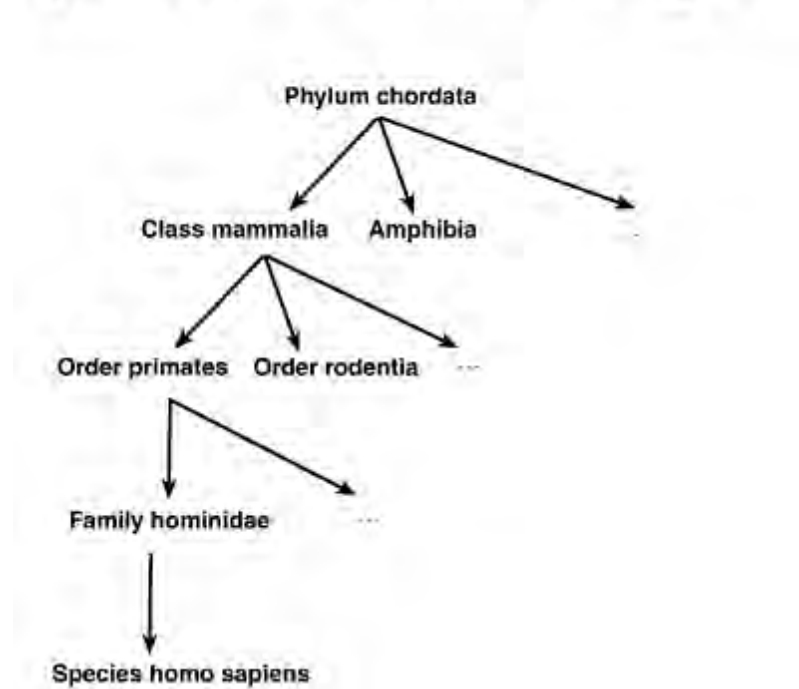 Phylum chordata
Class mammalia Amphibia
Order primates Order rodentia ...
Family hominidae ...
Species homo sapiens